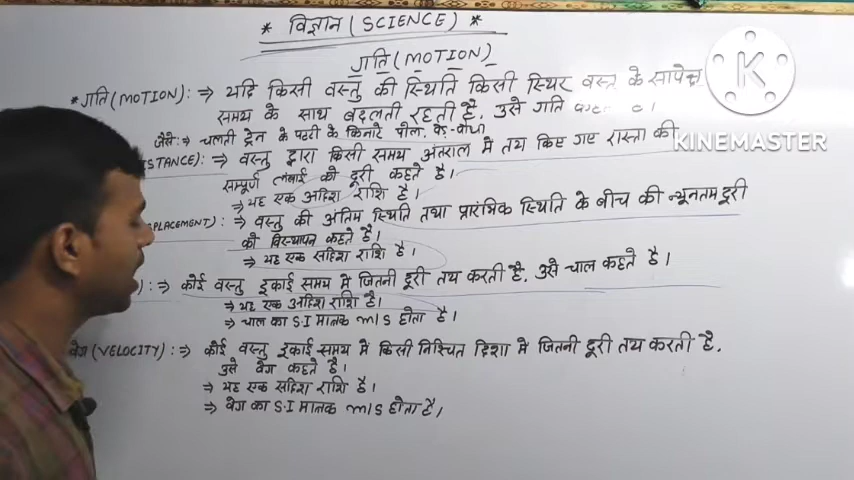 * विज्ञान (SCIENCE) *
गति (MOTION)
* गति (MOTION) : ⇒ यदि किसी वस्तु की स्थिति किसी स्थिर वस्तु के सापेक्ष
समय के साथ बदलती रहती है, उसे गति
जैसे :⇒ चलती ट्रेन के पटरी के किनारे पोल,
ISTANCE) : ⇒ वस्तु द्वारा किसी समय अंतराल में तय किए गए रास्ता की
सम्पूर्ण लंबाई को दूरी कहते है।
⇒ यह एक अदिश राशि है।
SPLACEMENT) : ⇒ वस्तु की अंतिम स्थिति तथा प्रारंभिक स्थिति के बीच की न्यूनतम दूरी
को विस्थापन कहते है।
⇒ यह एक सदिश राशि है।
) : ⇒ कोई वस्तु इकाई समय में जितनी दूरी तय करती है, उसे चाल कहते है।
⇒ यह एक अदिश राशि है।
⇒ चाल का S.I मात्रक m/s होता है।
वेग (VELOCITY) : ⇒ कोई वस्तु इकाई समय में किसी निश्चित दिशा में जितनी दूरी तय करती है,
उसे वेग कहते है।
⇒ यह एक सदिश राशि है।
⇒ वेग का S.I मात्रक m/s होता है,
K
KINEMASTER